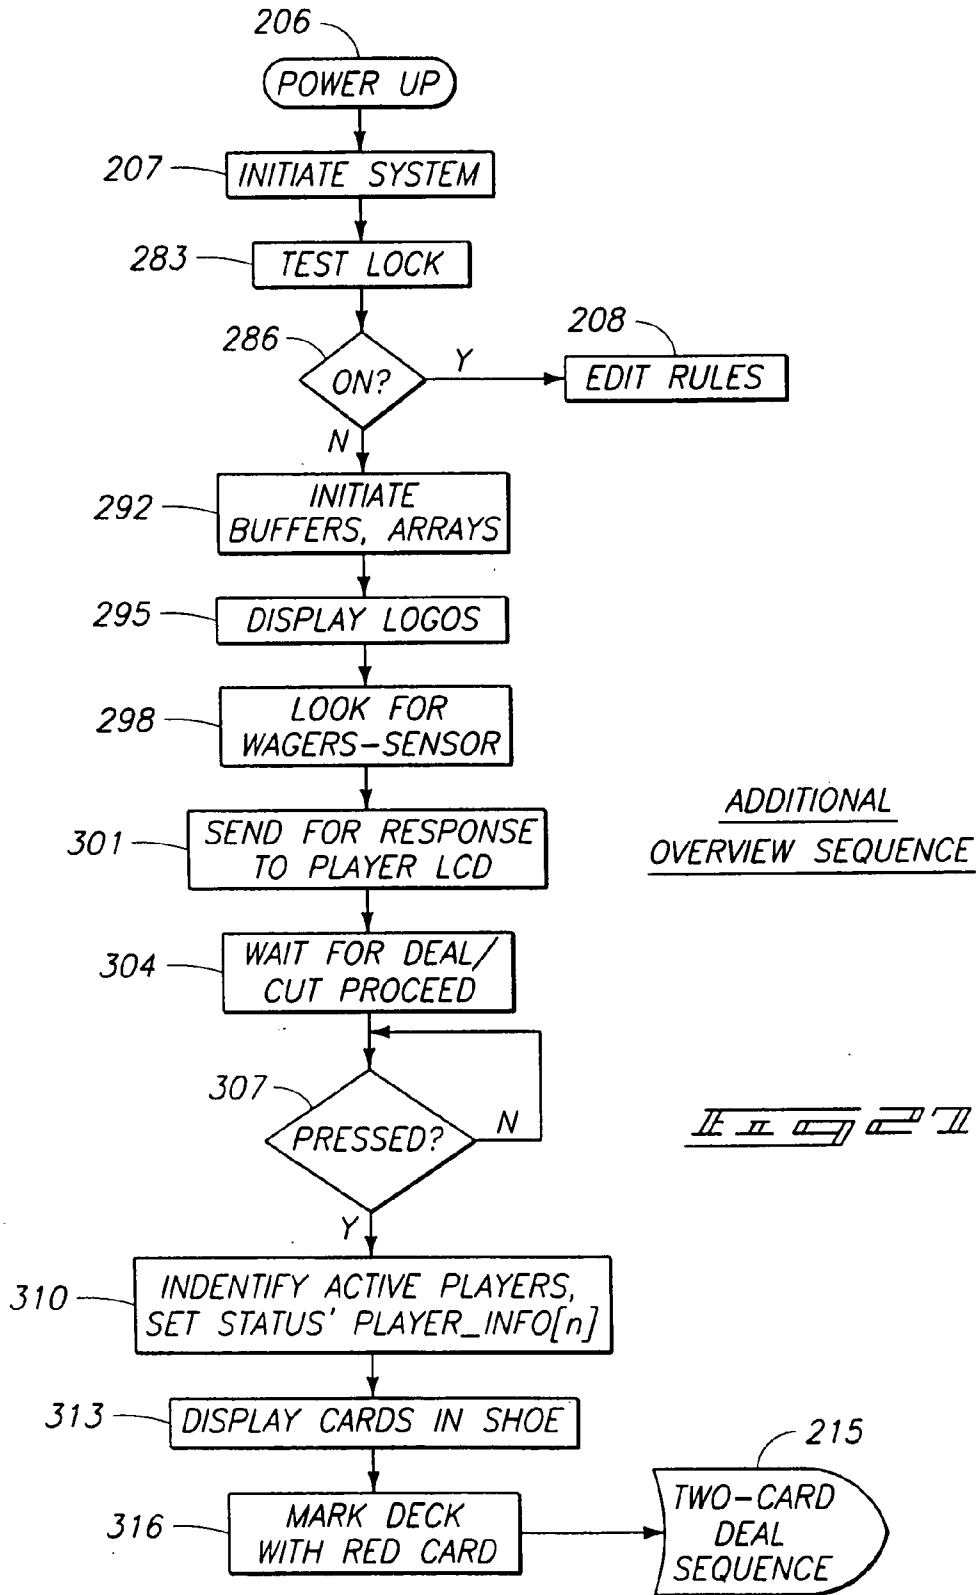 206
POWER UP
207
INITIATE SYSTEM
283
TEST LOCK
286
ON?
Y
208
EDIT RULES
N
292
INITIATE
BUFFERS, ARRAYS
295
DISPLAY LOGOS
298
LOOK FOR
WAGERS-SENSOR
301
SEND FOR RESPONSE
TO PLAYER LCD
ADDITIONAL
OVERVIEW SEQUENCE
304
WAIT FOR DEAL/
CUT PROCEED
307
PRESSED?
N
Fig 27
Y
310
INDENTIFY ACTIVE PLAYERS,
SET STATUS' PLAYER_INFO[n]
313
DISPLAY CARDS IN SHOE
316
MARK DECK
WITH RED CARD
215
TWO-CARD
DEAL
SEQUENCE